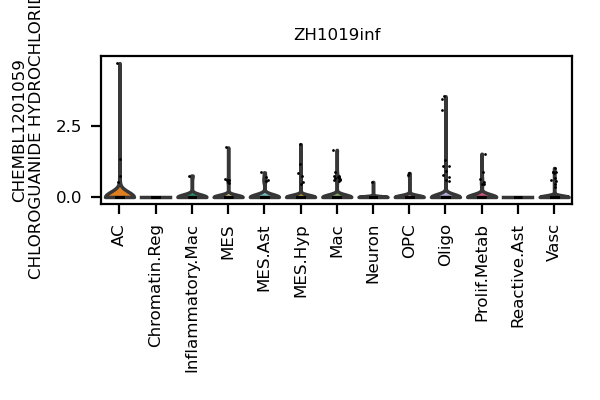 ZH1019inf
CHEMBL1201059
CHLOROGUANIDE
2.5
0.0
AC
Chromatin.Reg
Inflammatory.Mac
MES
MES.Ast
MES.Hyp
Mac
Neuron
OPC
Oligo
Prolif.Metab
Reactive.Ast
Vasc